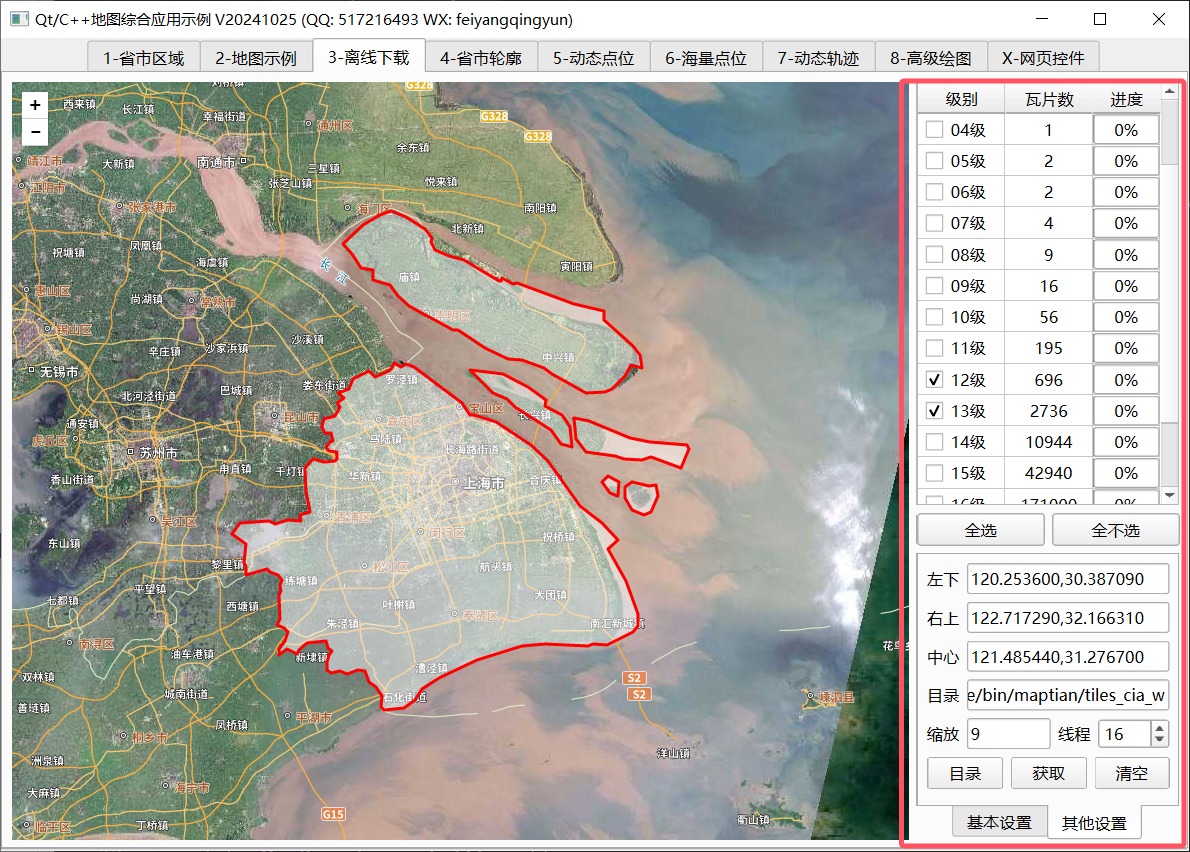 Qt/C++地图综合应用示例 V20241025 (QQ: 517216493 WX: feiyangqingyun)
1-省市区域 2-地图示例 3-离线下载 4-省市轮廓 5-动态点位 6-海量点位 7-动态轨迹 8-高级绘图 X-网页控件
+
−
G328
西来镇
长江镇
幸福街道
通州区
G328
G328
余东镇
靖江市
大新镇
南通市
三星镇
张芝山镇
悦来镇
江阴市
张家港市
海门区
南阳镇
凤凰镇
北新镇
祝塘镇
海虞镇
长江
寅阳镇
庙镇
惠山区
尚湖镇
常熟市
崇明区
锡山区
沙溪镇
辛庄镇
沙家浜镇
中兴镇
无锡市
罗泾镇
娄东街道
巴城镇
北河泾街道
宝山区
长兴镇
通安镇
昆山市
嘉定区
虎丘区
马陆镇
苏州市
长海路街道
甪直镇
千灯镇
华新镇
香山街道
上海市
合庆镇
吴江区
青浦区
闵行区
祝桥镇
东山镇
黎里镇
松江区
航头镇
练塘镇
平望镇
七都镇
大团镇
西塘镇
叶榭镇
奉贤区
朱泾镇
南汇新城镇
南浔区
油车港镇
新埭镇
漕泾镇
双林镇
S2
S2
城南街道
石化街道
善琏镇
平湖市
嵊泗县
凤桥镇
桐乡市
洲泉镇
洋山镇
大麻镇
海宁市
G15
临平区
丁桥镇
衢山镇
级别 瓦片数 进度
04级 1 0%
05级 2 0%
06级 2 0%
07级 4 0%
08级 9 0%
09级 16 0%
10级 56 0%
11级 195 0%
12级 696 0%
13级 2736 0%
14级 10944 0%
15级 42940 0%
16级 171000 0%
全选 全不选
左下 120.253600,30.387090
右上 122.717290,32.166310
中心 121.485440,31.276700
目录 e/bin/maptian/tiles_cia_w
缩放 9 线程 16
目录 获取 清空
基本设置 其他设置